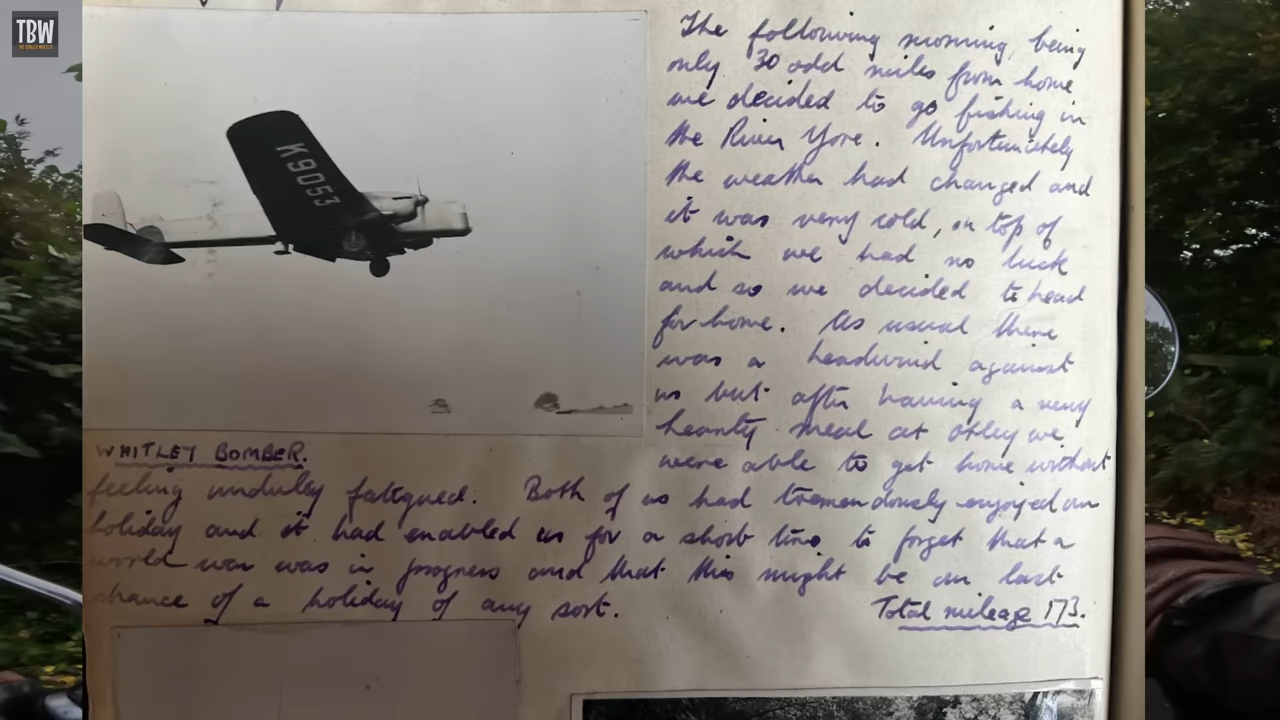 TBW
The following morning, being
only 30 odd miles from home
we decided to go fishing in
the River Yore. Unfortunately
the weather had changed and
it was very cold, on top of
which we had no luck
and so we decided to head
for home. As usual there
was a headwind against
us but after having a very
hearty meal at Otley we
were able to get home without
feeling unduly fatigued. Both of us had tremendously enjoyed our
holiday and it had enabled us for a short time to forget that a
world war was in progress and that this might be our last
chance of a holiday of any sort.
Total mileage 173.
K9053
WHITLEY BOMBER.